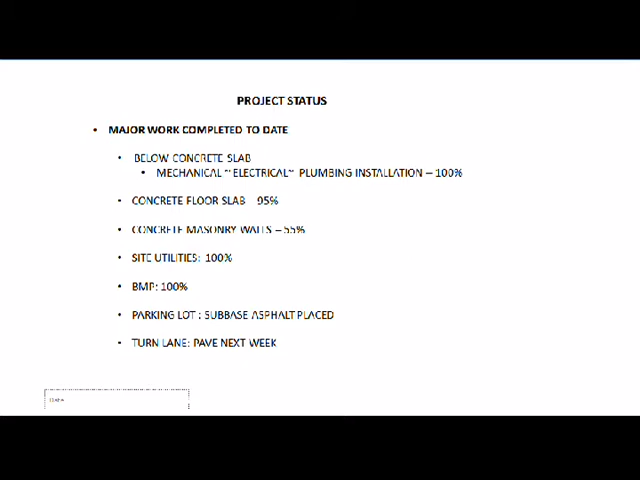 PROJECT STATUS
• MAJOR WORK COMPLETED TO DATE
• BELOW CONCRETE SLAB
• MECHANICAL ~ ELECTRICAL~ PLUMBING INSTALLATION – 100%
• CONCRETE FLOOR SLAB – 95%
• CONCRETE MASONRY WALLS – 55%
• SITE UTILITIES: 100%
• BMP: 100%
• PARKING LOT : SUBBASE ASPHALT PLACED
• TURN LANE: PAVE NEXT WEEK